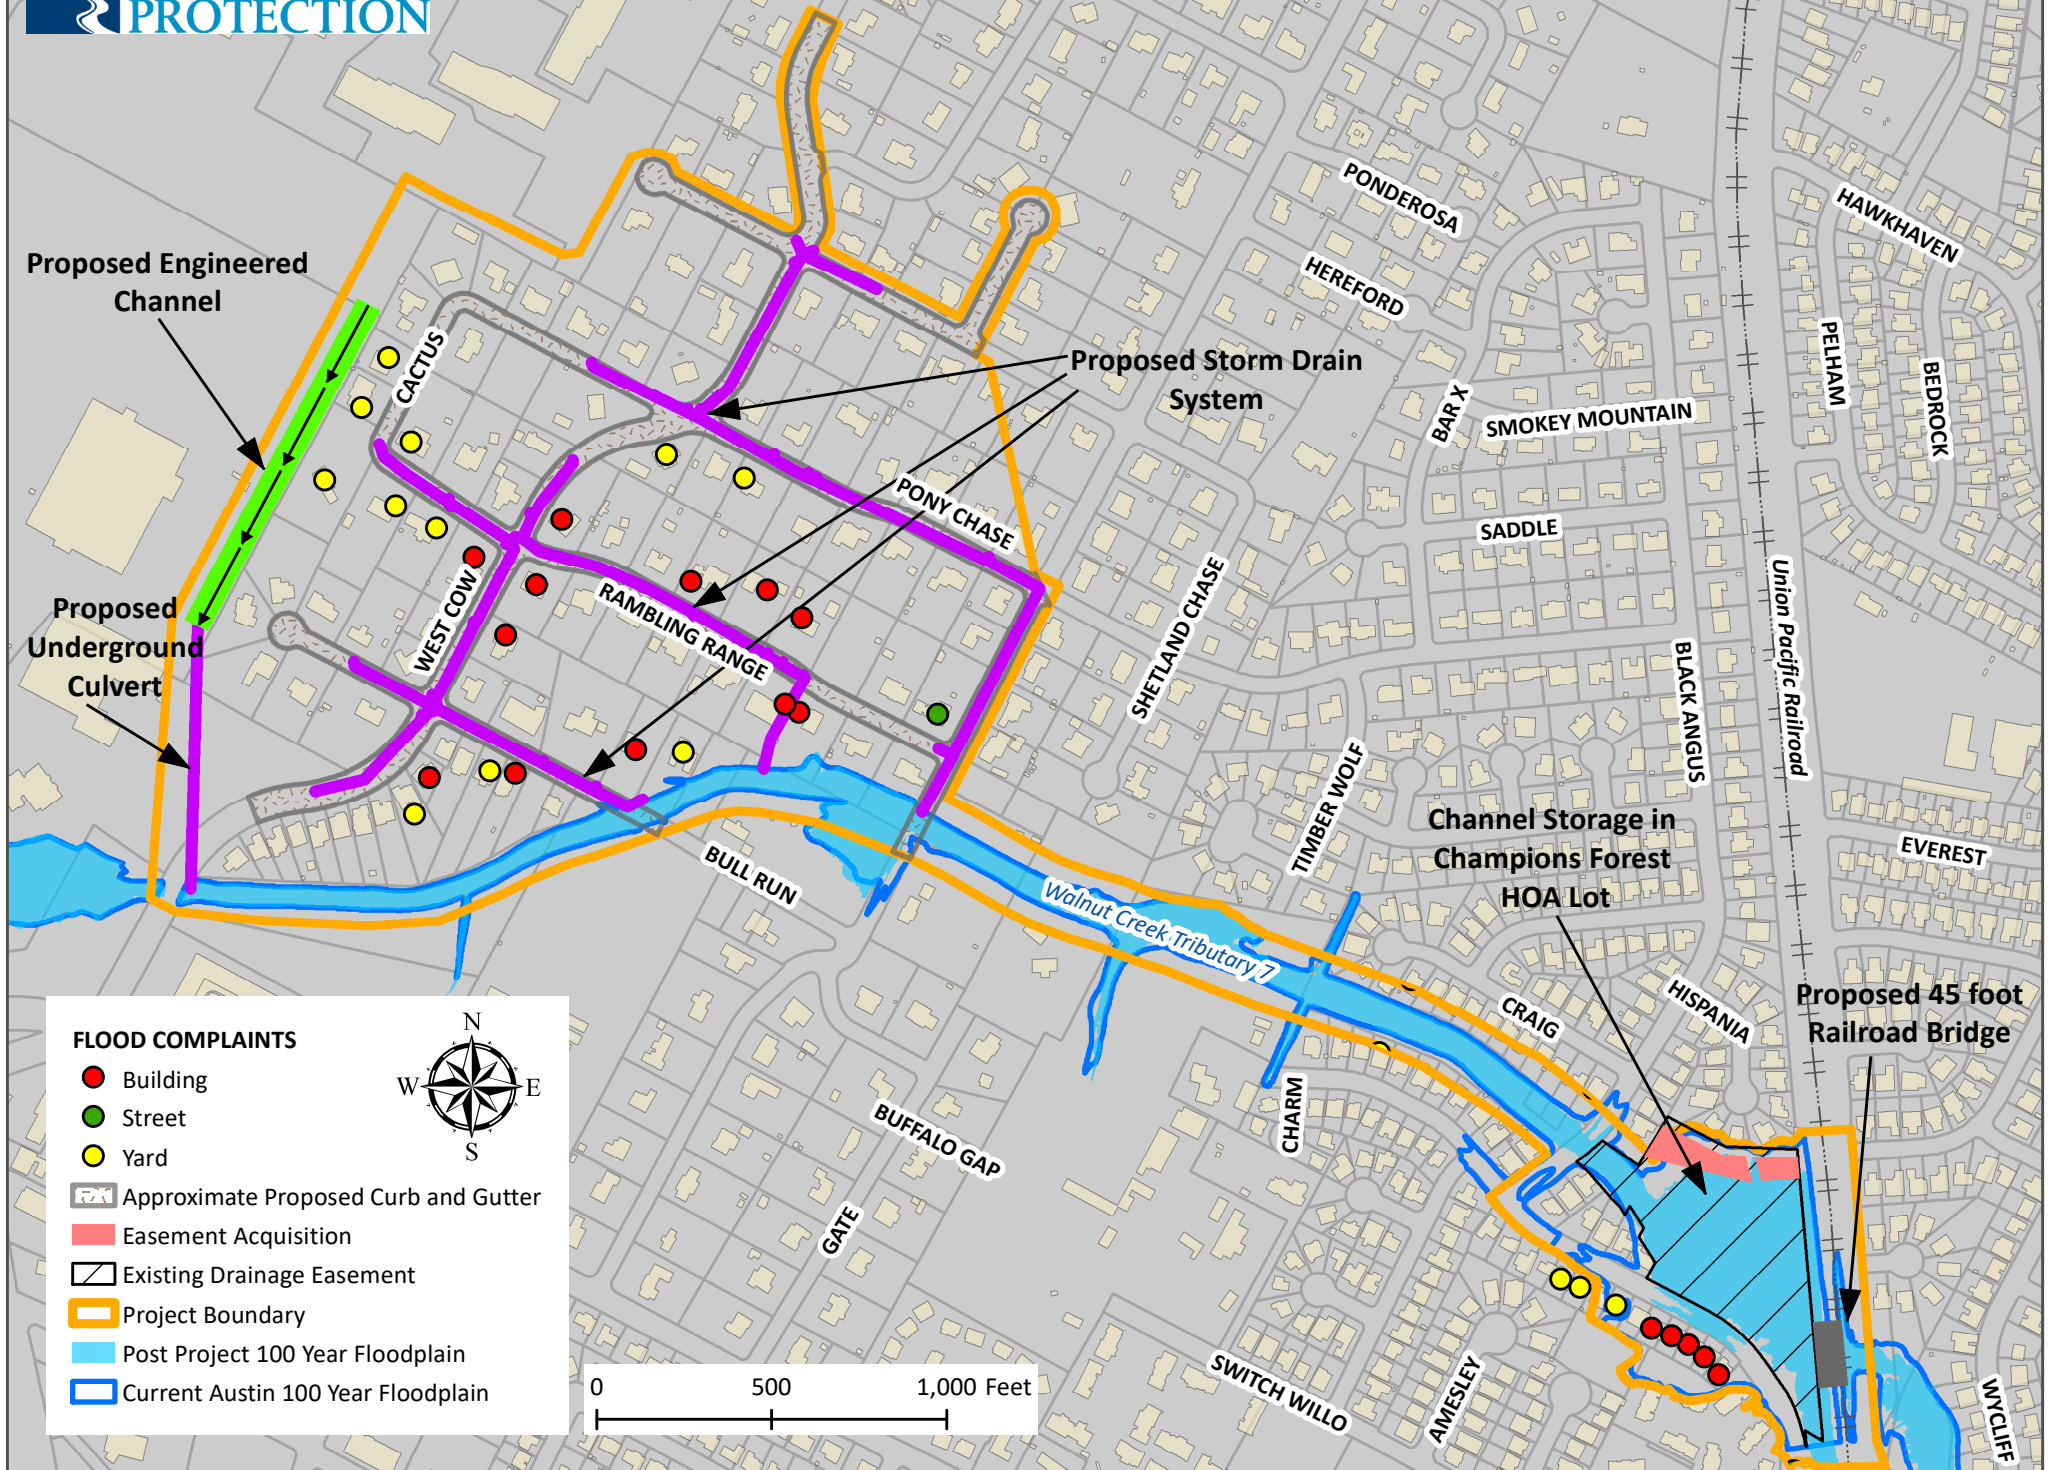 PROTECTION
PONDEROSA
HAWKHAVEN
Proposed Engineered
Channel
HEREFORD
CACTUS
Proposed Storm Drain
System
PELHAM
BEDROCK
BAR X
SMOKEY MOUNTAIN
PONY CHASE
SADDLE
Union Pacific Railroad
Proposed
Underground
Culvert
WEST COW
RAMBLING RANGE
SHETLAND CHASE
BLACK ANGUS
TIMBER WOLF
Channel Storage in
Champions Forest
HOA Lot
EVEREST
BULL RUN
Walnut Creek Tributary 7
CRAIG
HISPANIA
Proposed 45 foot
Railroad Bridge
CHARM
BUFFALO GAP
GATE
SWITCH WILLO
AMESLEY
WYCLIFF
FLOOD COMPLAINTS
Building
Street
Yard
Approximate Proposed Curb and Gutter
Easement Acquisition
Existing Drainage Easement
Project Boundary
Post Project 100 Year Floodplain
Current Austin 100 Year Floodplain
N
W E
S
0 500 1,000 Feet